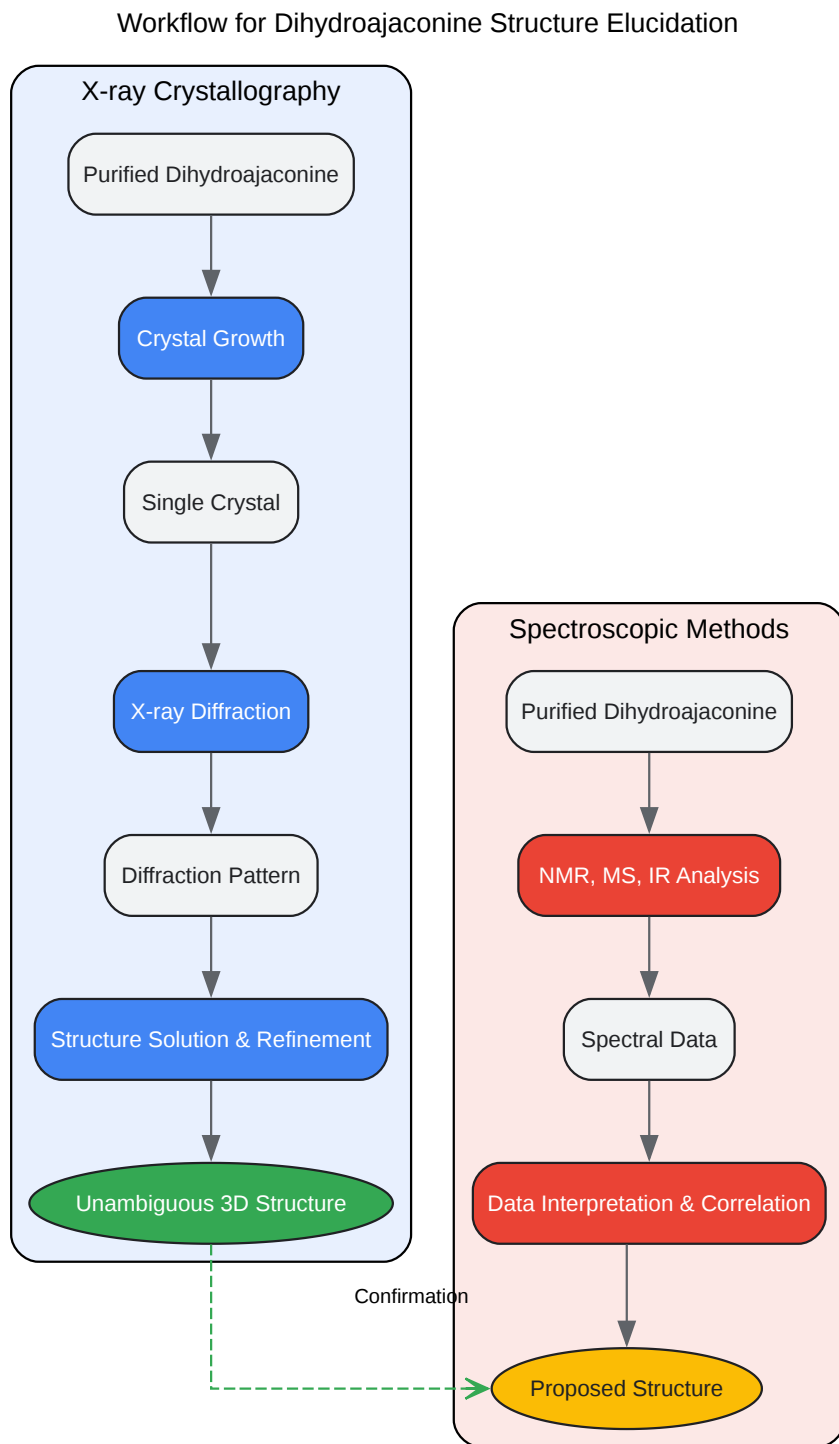 Workflow for Dihydroajaconine Structure Elucidation
X-ray Crystallography
Purified Dihydroajaconine
Crystal Growth
Single Crystal
X-ray Diffraction
Diffraction Pattern
Structure Solution & Refinement
Unambiguous 3D Structure
Confirmation
Spectroscopic Methods
Purified Dihydroajaconine
NMR, MS, IR Analysis
Spectral Data
Data Interpretation & Correlation
Proposed Structure